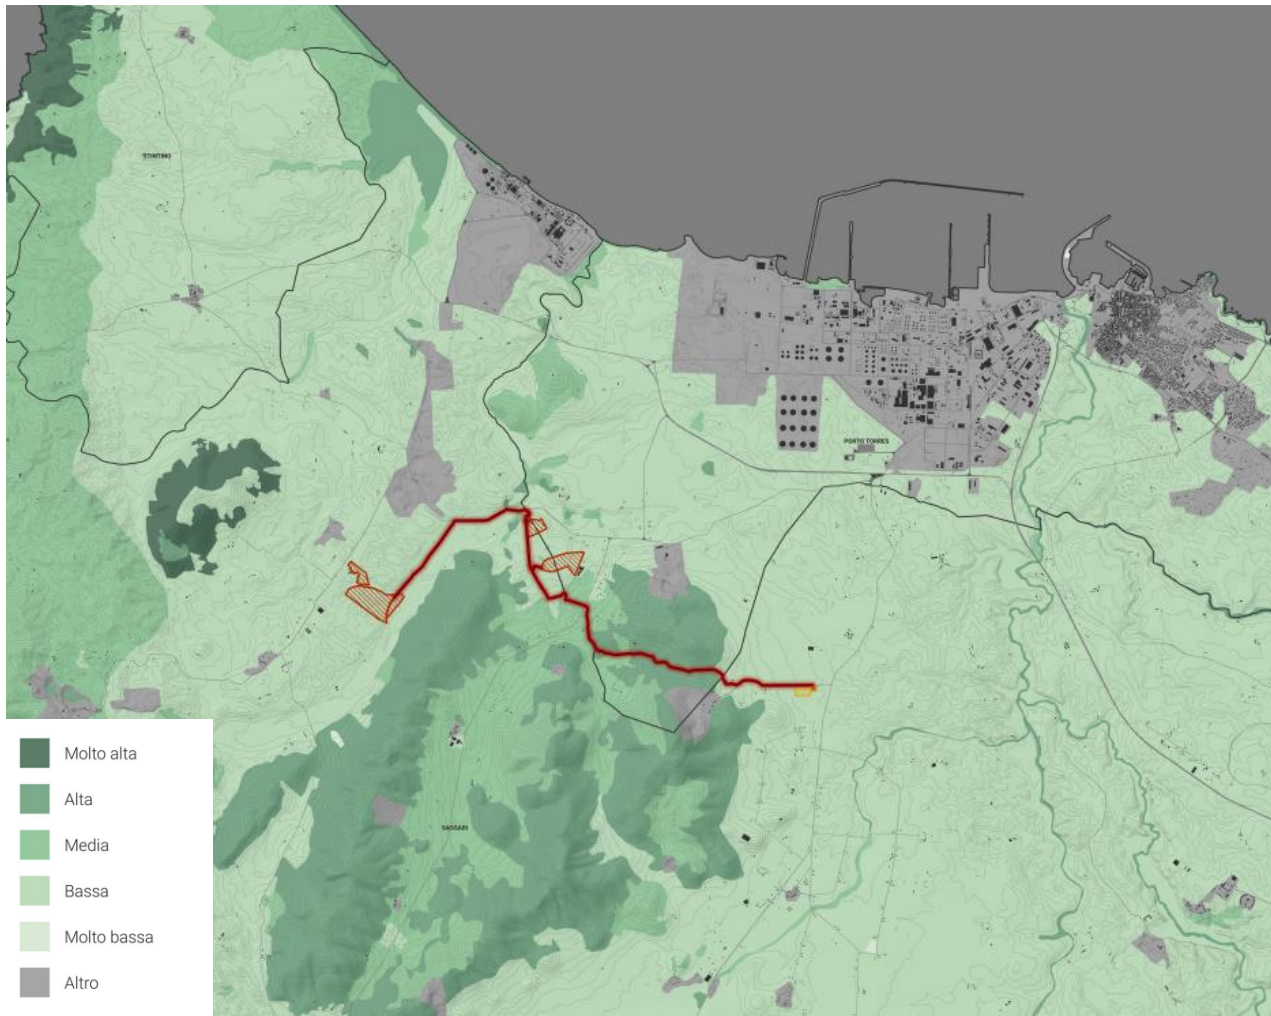 STINTINO
PORTO TORRES
SASSARI
Molto alta
Alta
Media
Bassa
Molto bassa
Altro